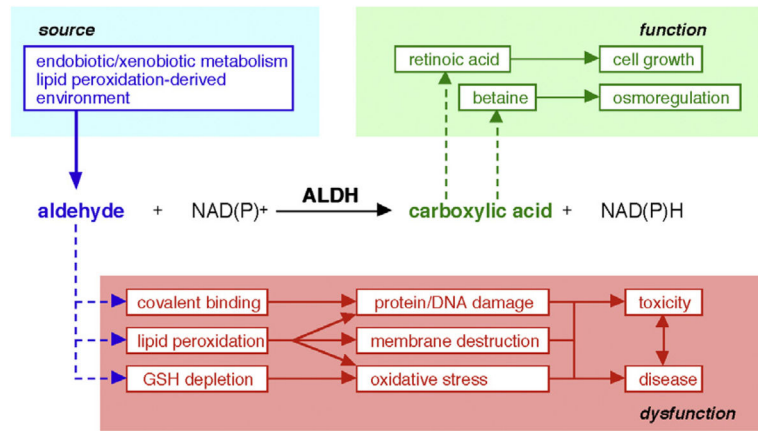 source
endobiotic/xenobiotic metabolism
lipid peroxidation-derived
environment
function
retinoic acid
cell growth
betaine
osmoregulation
aldehyde + NAD(P)+ ALDH carboxylic acid + NAD(P)H
covalent binding
protein/DNA damage
toxicity
lipid peroxidation
membrane destruction
GSH depletion
oxidative stress
disease
dysfunction